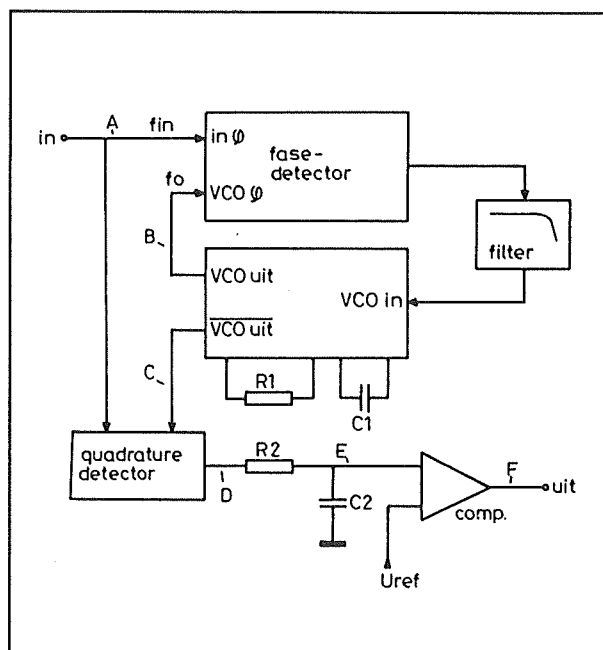 A
in
fin
in φ
fase-
detector
fo
VCO φ
B
filter
VCO uit
VCO in
VCO uit
C
R1
C1
quadrature
detector
R2
E
F
uit
D
C2
comp.
Uref